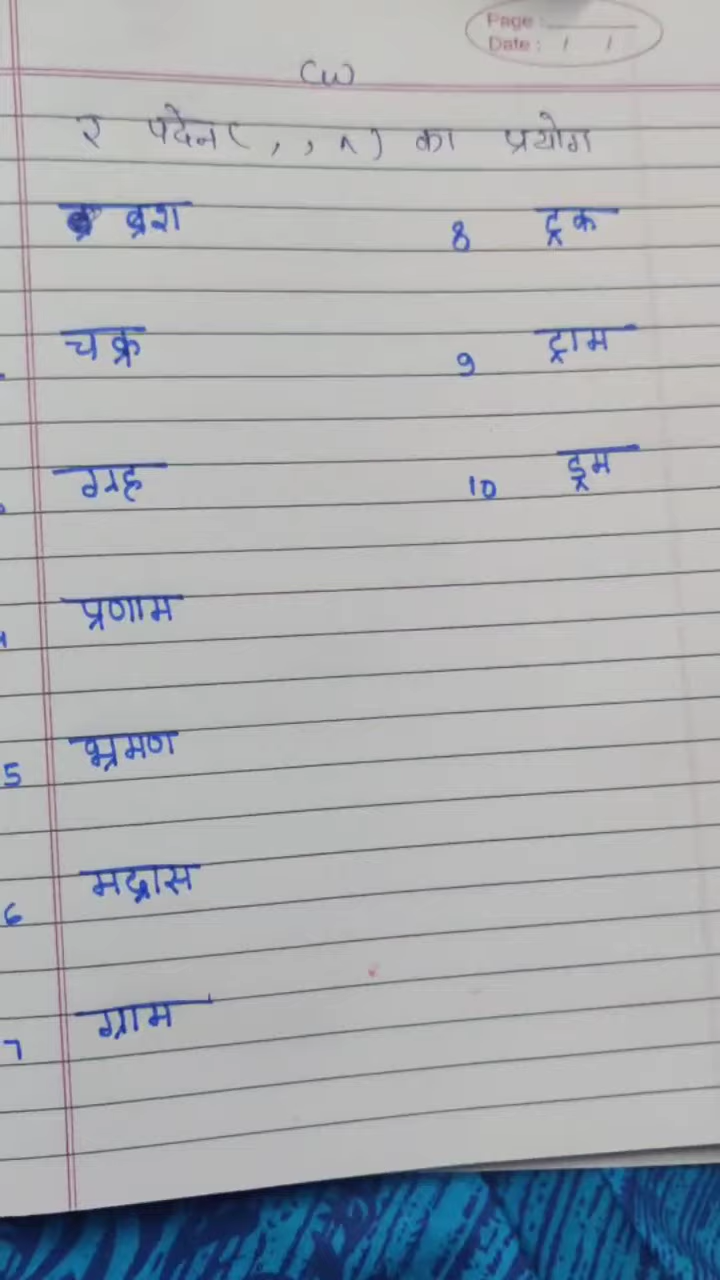 Page :
Date : / /
CW
र पदेन ( ् , , ^ ) का प्रयोग
ब्रश
चक्र
ग्रह
4 प्रणाम
5 भ्रमण
6 मद्रास
7 ग्राम
8 ट्रक
9 ट्राम
10 ड्रम